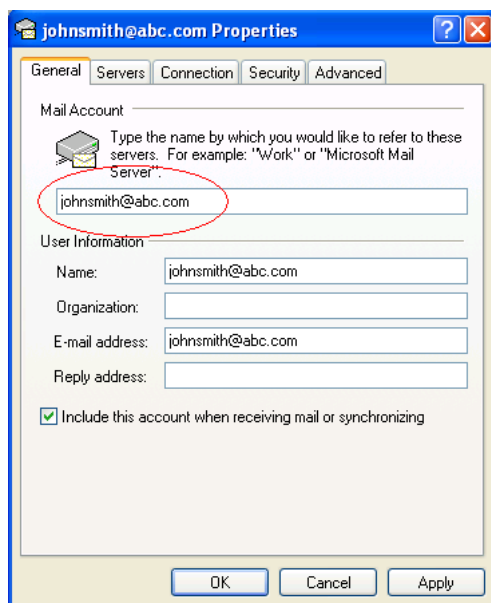 johnsmith@abc.com Properties
General Servers Connection Security Advanced
Mail Account
Type the name by which you would like to refer to these
servers. For example: "Work" or "Microsoft Mail
Server".
johnsmith@abc.com
User Information
Name: johnsmith@abc.com
Organization:
E-mail address: johnsmith@abc.com
Reply address:
Include this account when receiving mail or synchronizing
OK Cancel Apply